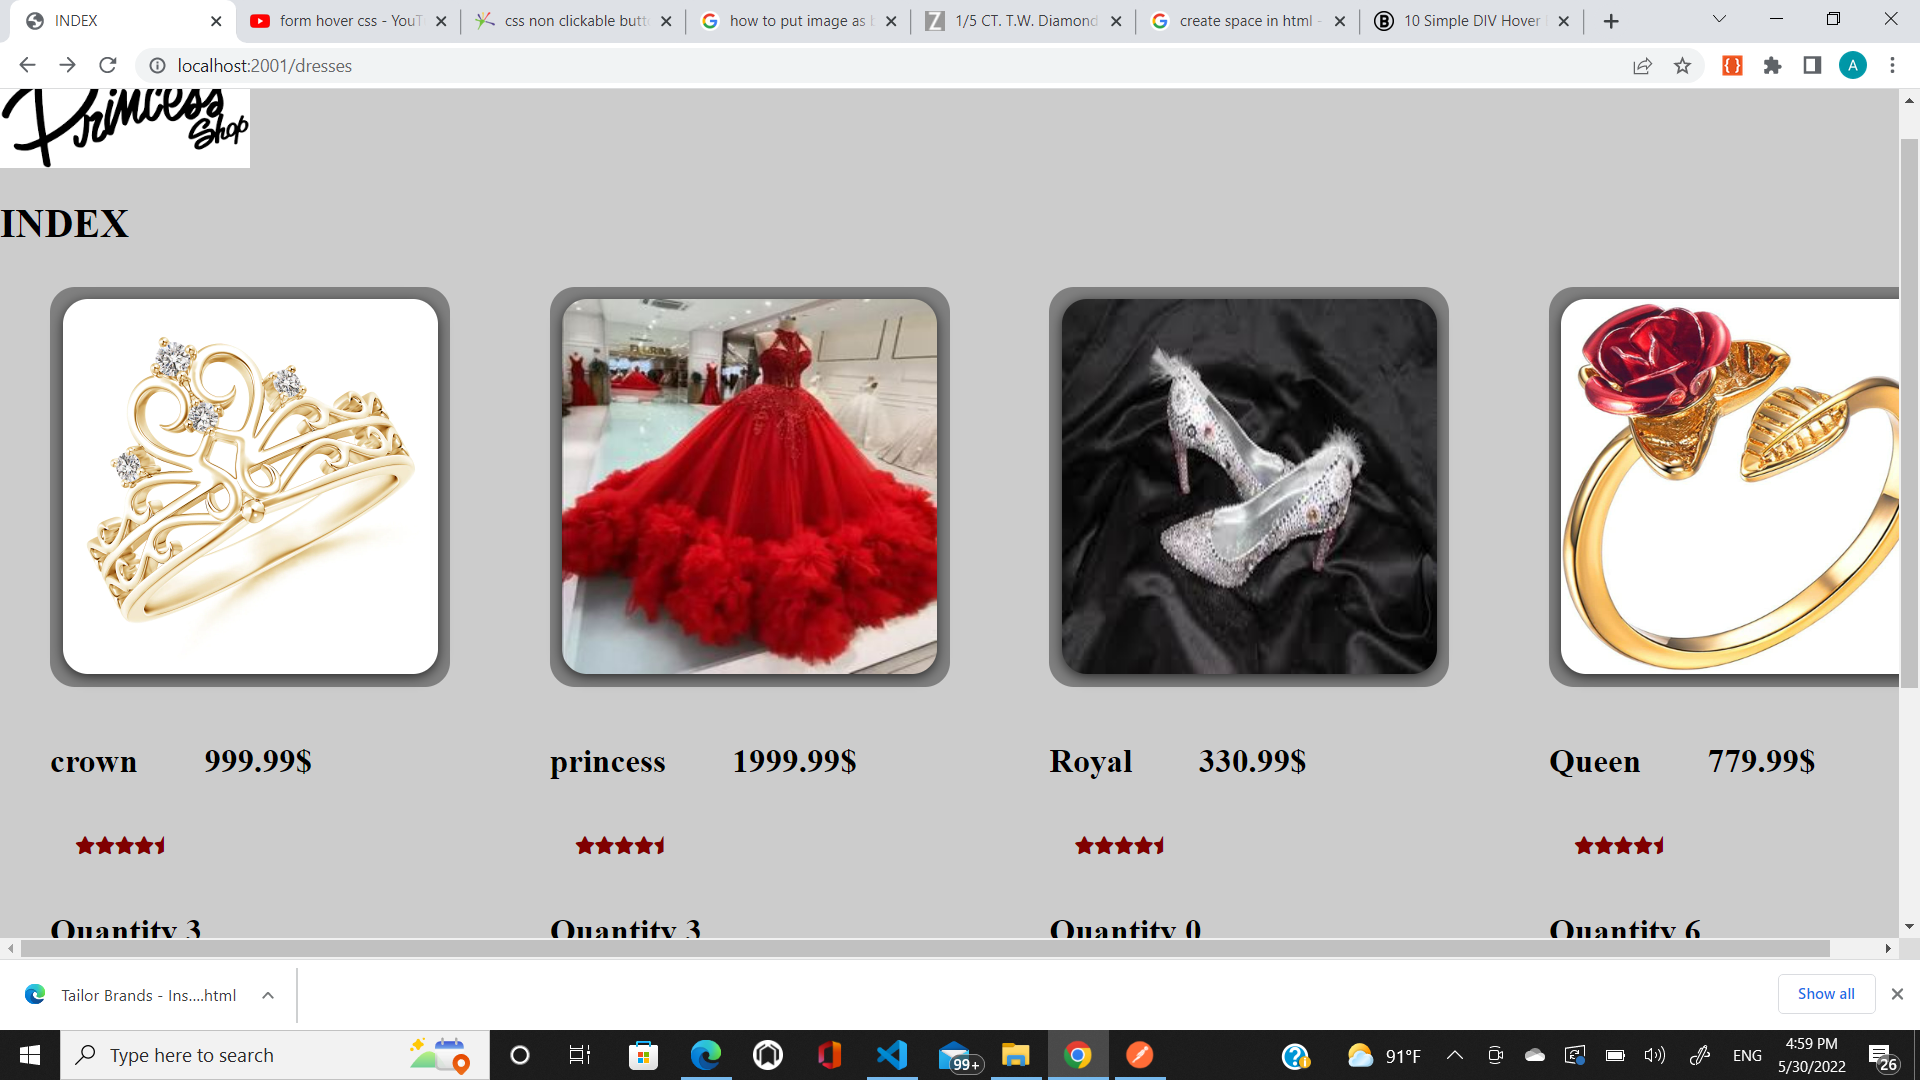 INDEX
form hover css - YouT
css non clickable butt
how to put image as b
1/5 CT. T.W. Diamond
create space in html -
10 Simple DIV Hover
localhost:2001/dresses
A
Princess
Shop
INDEX
crown 999.99$
princess 1999.99$
Royal 330.99$
Queen 779.99$
Quantity 3
Quantity 3
Quantity 0
Quantity 6
Tailor Brands - Ins....html
Show all
Type here to search
99+
91°F
ENG
4:59 PM
5/30/2022
26